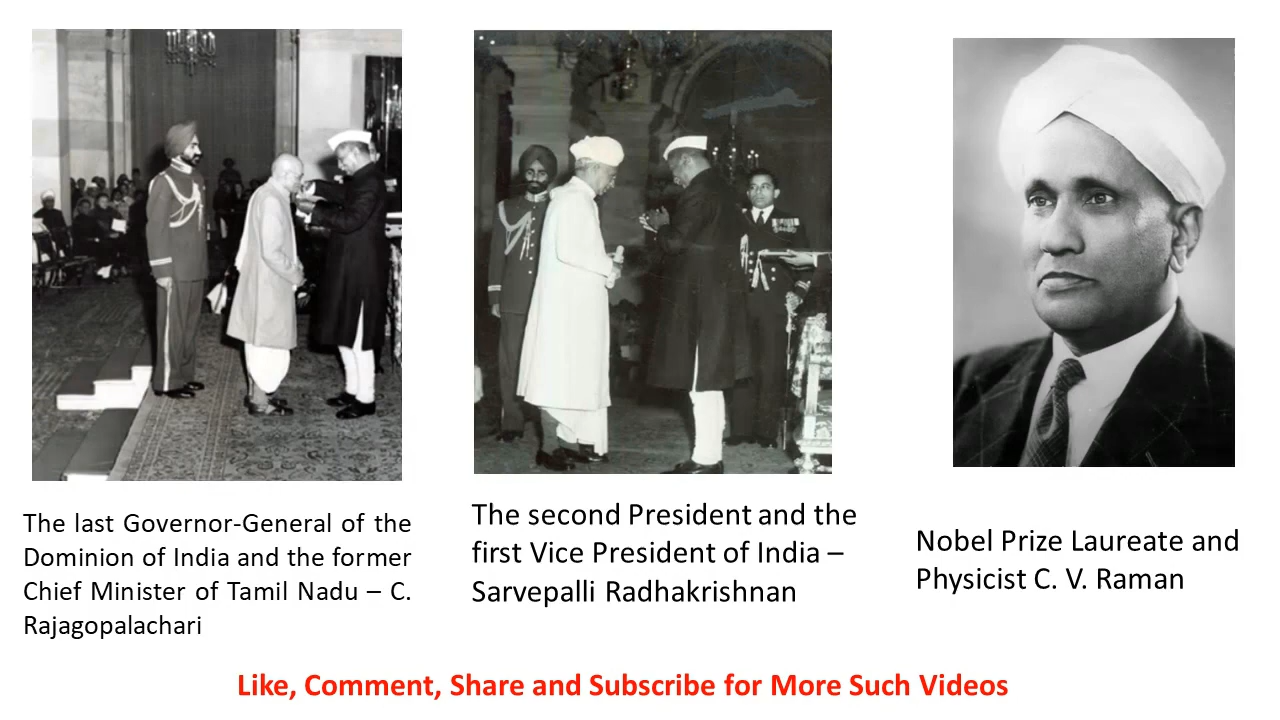 The last Governor-General of the
Dominion of India and the former
Chief Minister of Tamil Nadu – C.
Rajagopalachari
The second President and the
first Vice President of India –
Sarvepalli Radhakrishnan
Nobel Prize Laureate and
Physicist C. V. Raman
Like, Comment, Share and Subscribe for More Such Videos